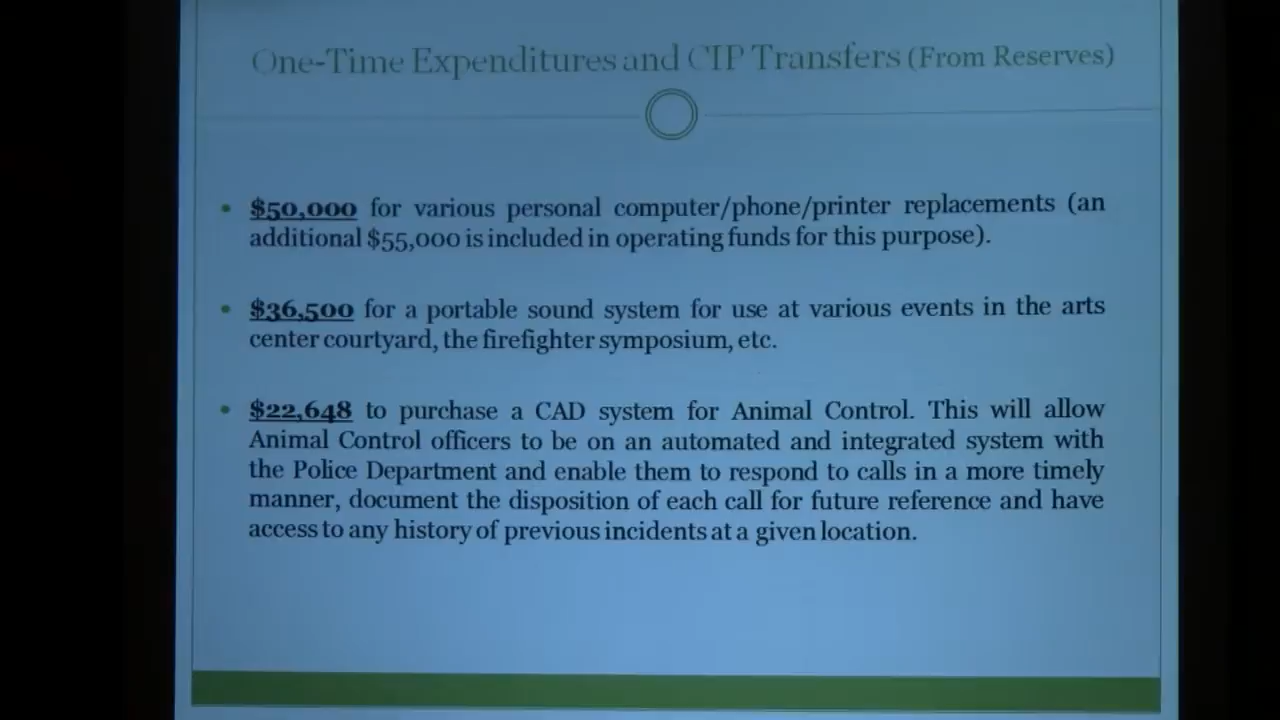 One-Time Expenditures and CIP Transfers (From Reserves)
• $50,000 for various personal computer/phone/printer replacements (an
additional $55,000 is included in operating funds for this purpose).
• $36,500 for a portable sound system for use at various events in the arts
center courtyard, the firefighter symposium, etc.
• $22,648 to purchase a CAD system for Animal Control. This will allow
Animal Control officers to be on an automated and integrated system with
the Police Department and enable them to respond to calls in a more timely
manner, document the disposition of each call for future reference and have
access to any history of previous incidents at a given location.